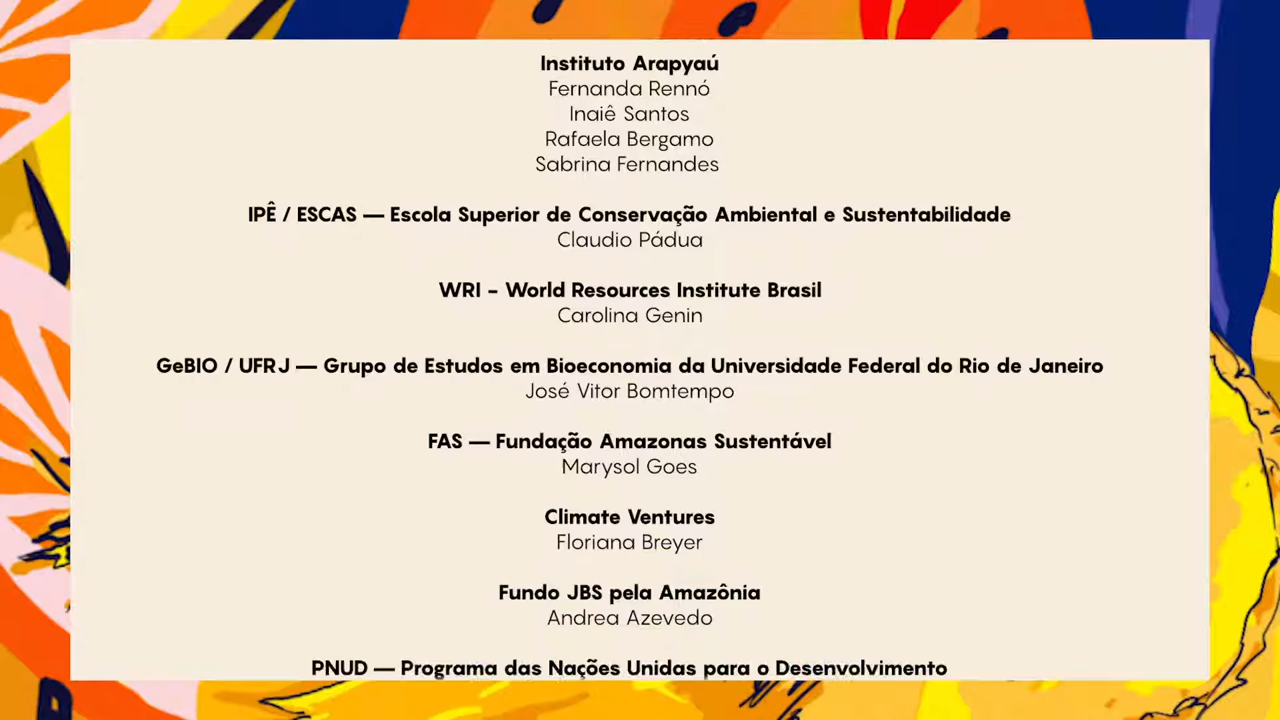 Instituto Arapyaú
Fernanda Rennó
Inaiê Santos
Rafaela Bergamo
Sabrina Fernandes
IPÊ / ESCAS — Escola Superior de Conservação Ambiental e Sustentabilidade
Claudio Pádua
WRI - World Resources Institute Brasil
Carolina Genin
GeBIO / UFRJ — Grupo de Estudos em Bioeconomia da Universidade Federal do Rio de Janeiro
José Vitor Bomtempo
FAS — Fundação Amazonas Sustentável
Marysol Goes
Climate Ventures
Floriana Breyer
Fundo JBS pela Amazônia
Andrea Azevedo
PNUD — Programa das Nações Unidas para o Desenvolvimento